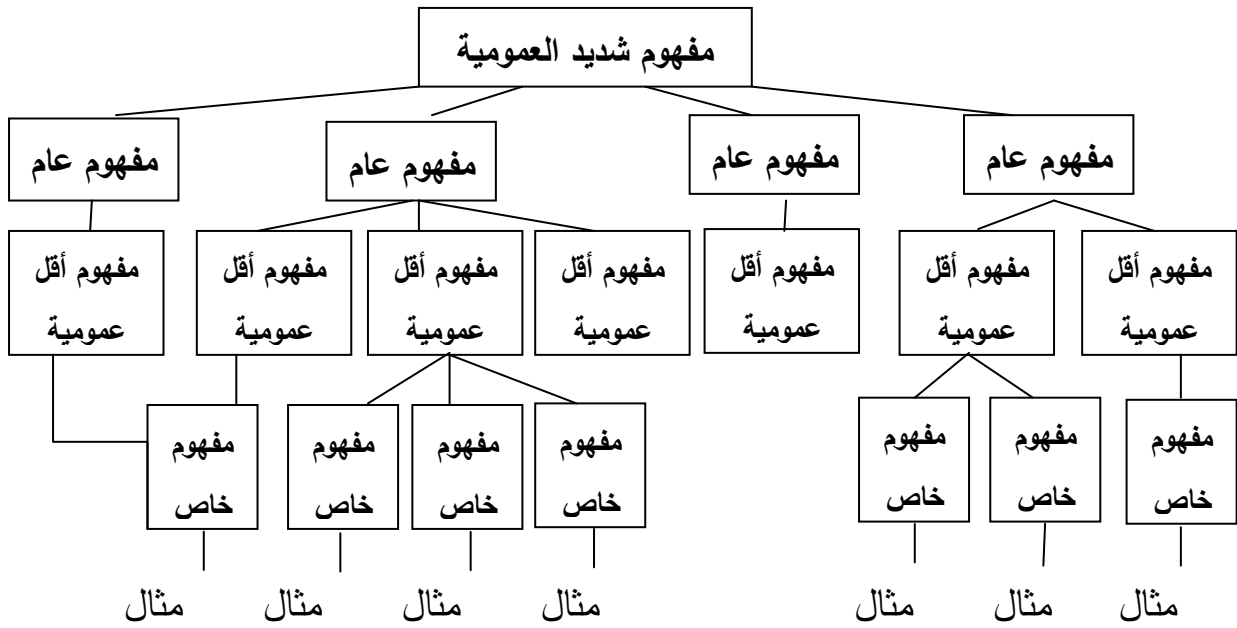 مفهوم شديد العمومية
مفهوم عام
مفهوم عام
مفهوم عام
مفهوم عام
مفهوم أقل
عمومية
مفهوم أقل
عمومية
مفهوم أقل
عمومية
مفهوم أقل
عمومية
مفهوم أقل
عمومية
مفهوم أقل
عمومية
مفهوم أقل
عمومية
مفهوم
خاص
مفهوم
خاص
مفهوم
خاص
مفهوم
خاص
مفهوم
خاص
مفهوم
خاص
مفهوم
خاص
مثال
مثال
مثال
مثال
مثال
مثال
مثال